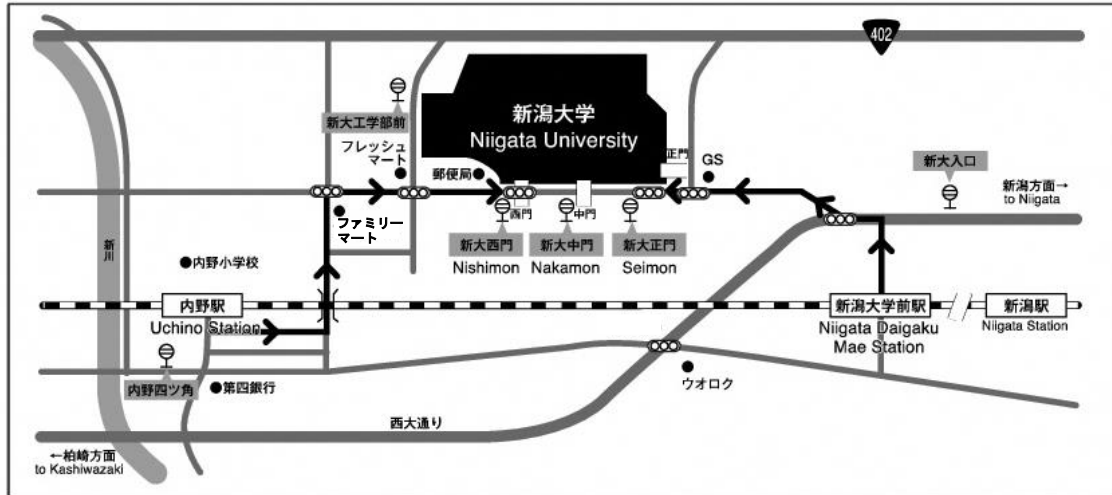 402
新潟大学
Niigata University
新大工学部前
フレッシュ
マート
郵便局
正門
GS
新大入口
新潟方面→
to Niigata
ファミリー
マート
西門
中門
新大西門
Nishimon
新大中門
Nakamon
新大正門
Seimon
新川
内野小学校
内野駅
Uchino Station
新潟大学前駅
Niigata Daigaku
Mae Station
新潟駅
Niigata Station
内野四ツ角
第四銀行
ウオロク
西大通り
←柏崎方面
to Kashiwazaki